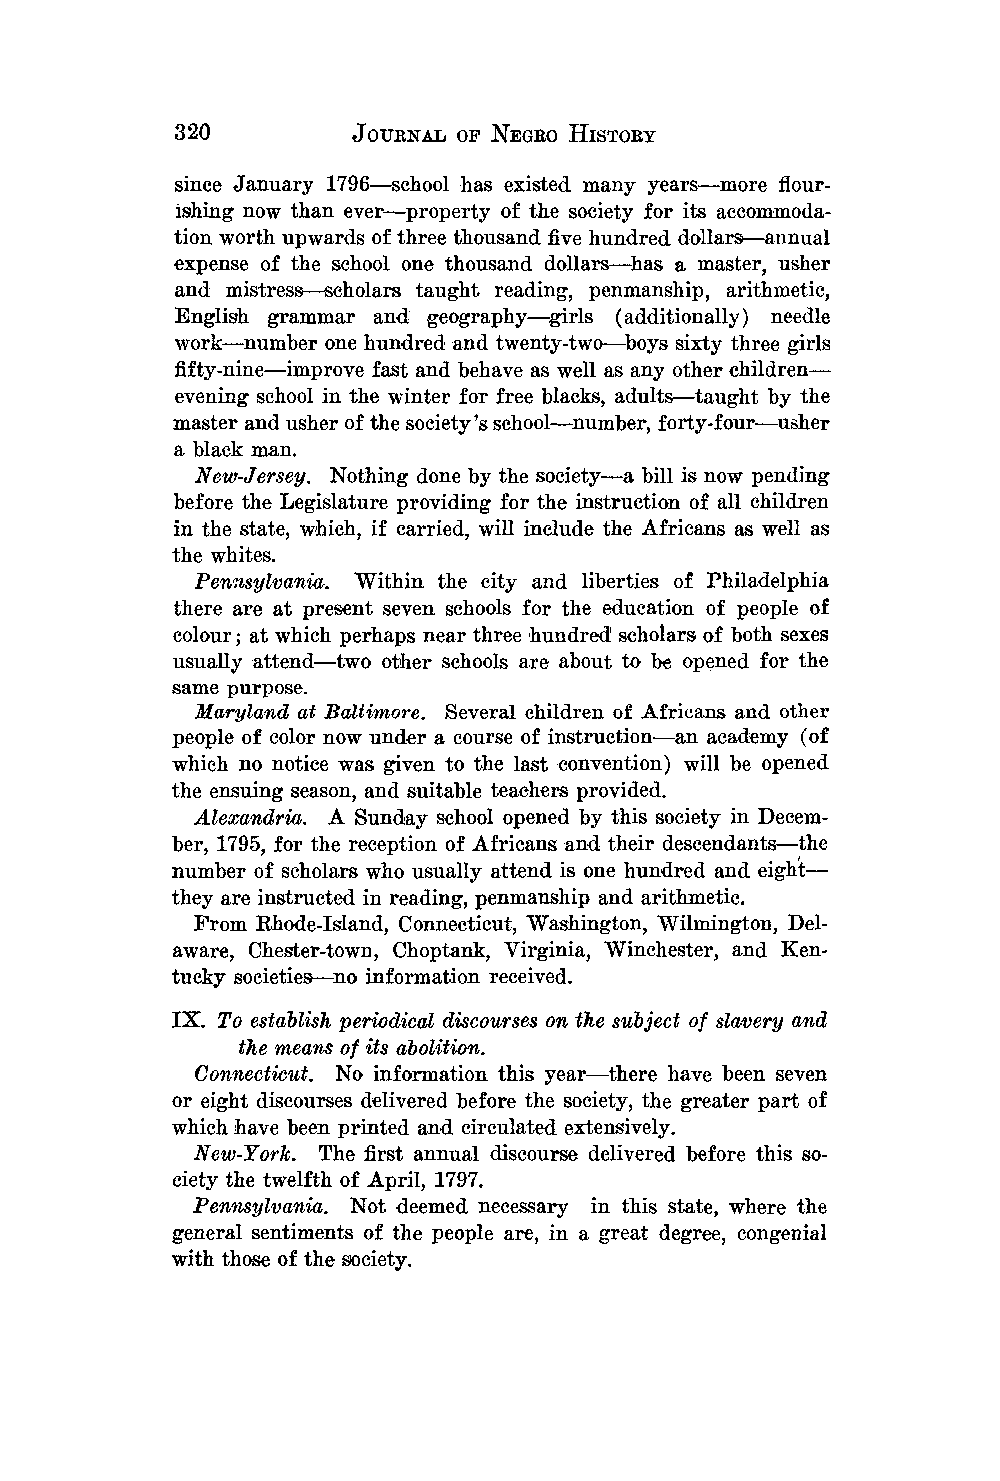 320 JOURNAL OF NEGRO HISTORY
since January 1796—school has existed many years—more flour-
ishing now than ever—property of the society for its accommoda-
tion worth upwards of three thousand five hundred dollars—annual
expense of the school one thousand dollars—has a master, usher
and mistress—scholars taught reading, penmanship, arithmetic,
English grammar and geography—girls (additionally) needle
work—number one hundred and twenty-two—boys sixty three girls
fifty-nine—improve fast and behave as well as any other children—
evening school in the winter for free blacks, adults—taught by the
master and usher of the society's school—number, forty-four—usher
a black man.
New-Jersey. Nothing done by the society—a bill is now pending
before the Legislature providing for the instruction of all children
in the state, which, if carried, will include the Africans as well as
the whites.
Pennsylvania. Within the city and liberties of Philadelphia
there are at present seven schools for the education of people of
colour; at which perhaps near three hundred scholars of both sexes
usually attend—two other schools are about to be opened for the
same purpose.
Maryland at Baltimore. Several children of Africans and other
people of color now under a course of instruction—an academy (of
which no notice was given to the last convention) will be opened
the ensuing season, and suitable teachers provided.
Alexandria. A Sunday school opened by this society in Decem-
ber, 1795, for the reception of Africans and their descendants—the
number of scholars who usually attend is one hundred and eight—
they are instructed in reading, penmanship and arithmetic.
From Rhode-Island, Connecticut, Washington, Wilmington, Del-
aware, Chester-town, Choptank, Virginia, Winchester, and Ken-
tucky societies—no information received.
IX. To establish periodical discourses on the subject of slavery and
the means of its abolition.
Connecticut. No information this year—there have been seven
or eight discourses delivered before the society, the greater part of
which have been printed and circulated extensively.
New-York. The first annual discourse delivered before this so-
ciety the twelfth of April, 1797.
Pennsylvania. Not deemed necessary in this state, where the
general sentiments of the people are, in a great degree, congenial
with those of the society.